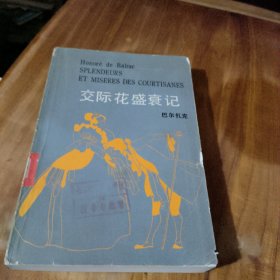 Honoré de Balzac
SPLENDEURS
ET MISÈRES DES COURTISANES
交际花盛衰记
巴尔扎克